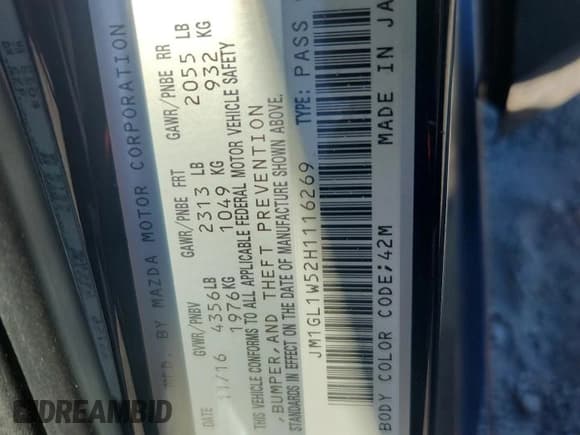 MFD. BY MAZDA MOTOR CORPORATION
GVWR/PNBV GAWR/PNBE FRT GAWR/PNBE RR
DATE 4356LB 2313 LB 2055 LB
11/16 1976KG 1049 KG 932 KG
THIS VEHICLE CONFORMS TO ALL APPLICABLE FEDERAL MOTOR VEHICLE SAFETY
,BUMPER,AND THEFT PREVENTION
STANDARDS IN EFFECT ON THE DATE OF MANUFACTURE SHOWN ABOVE.
JM1GL1W52H1116269 TYPE: PASS
BODY COLOR CODE;42M MADE IN JA
DREAMBID